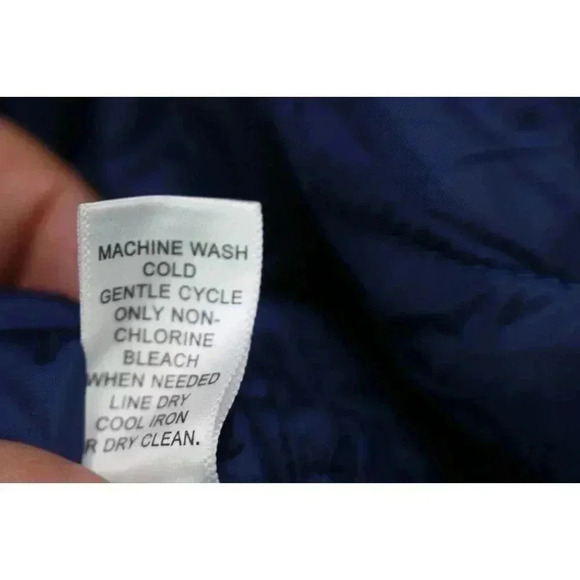 MACHINE WASH
COLD
GENTLE CYCLE
ONLY NON-
CHLORINE
BLEACH
WHEN NEEDED
LINE DRY
COOL IRON
R DRY CLEAN.